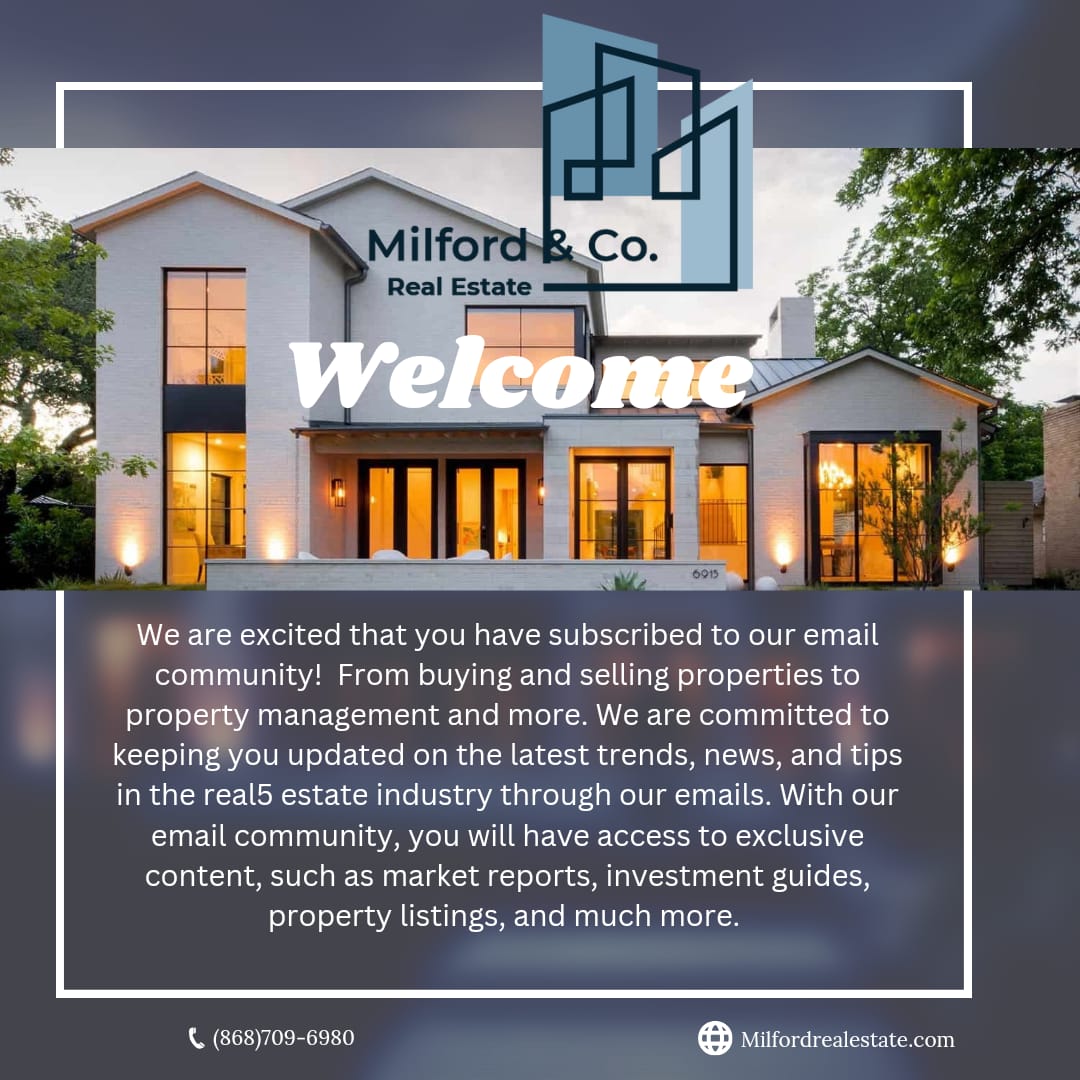 Milford & Co.
Real Estate
Welcome
6915
We are excited that you have subscribed to our email
community!  From buying and selling properties to
property management and more. We are committed to
keeping you updated on the latest trends, news, and tips
in the real5 estate industry through our emails. With our
email community, you will have access to exclusive
content, such as market reports, investment guides,
property listings, and much more.
(868)709-6980
Milfordrealestate.com